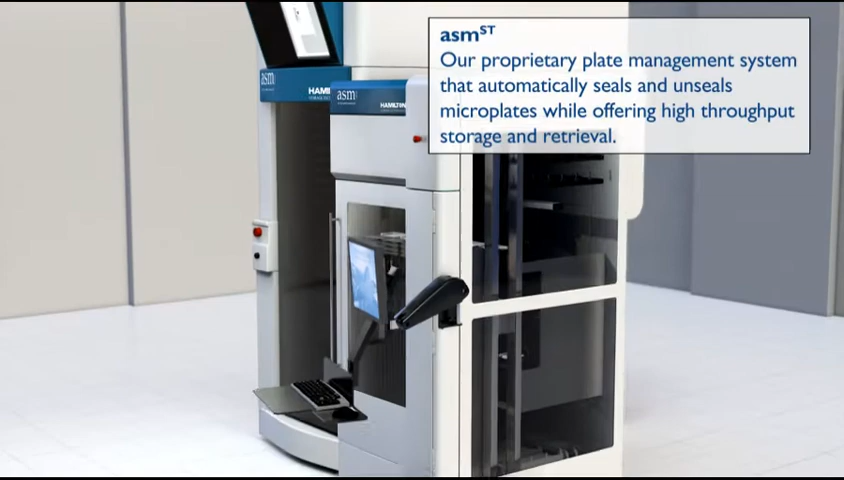 asmST
Our proprietary plate management system
that automatically seals and unseals
microplates while offering high throughput
storage and retrieval.
asm
HAMI
asm
HAMILTON